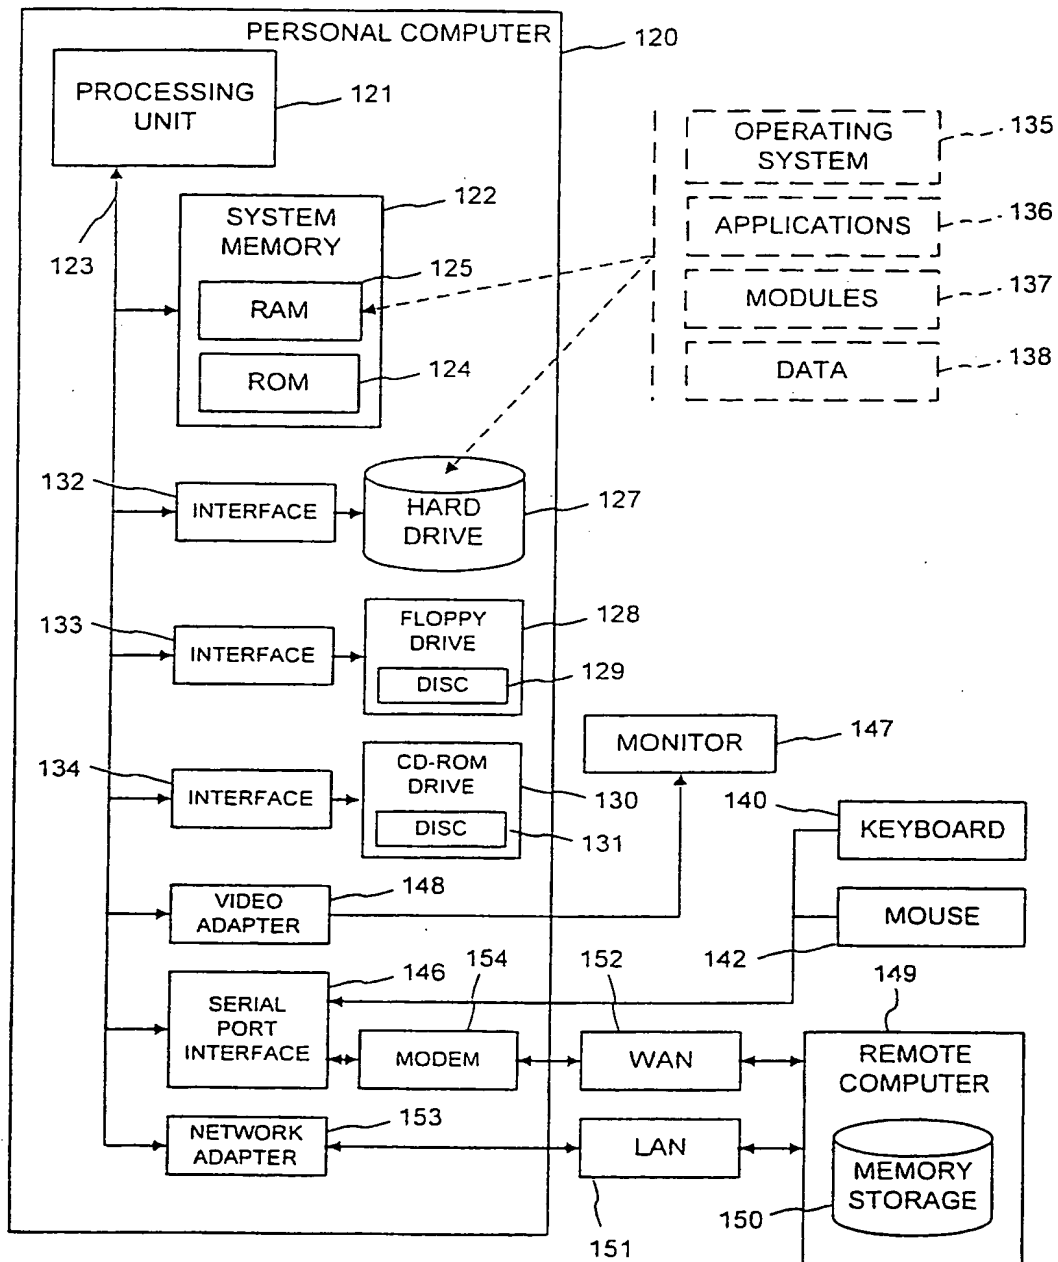 PERSONAL COMPUTER
120
PROCESSING
UNIT
121
135
OPERATING
SYSTEM
123
122
SYSTEM
MEMORY
136
APPLICATIONS
125
RAM
137
MODULES
124
ROM
138
DATA
132
INTERFACE
HARD
DRIVE
127
133
INTERFACE
FLOPPY
DRIVE
128
DISC
129
134
INTERFACE
CD-ROM
DRIVE
130
DISC
131
MONITOR
147
140
KEYBOARD
148
VIDEO
ADAPTER
MOUSE
142
146
SERIAL
PORT
INTERFACE
154
MODEM
152
WAN
149
REMOTE
COMPUTER
153
NETWORK
ADAPTER
LAN
151
MEMORY
STORAGE
150